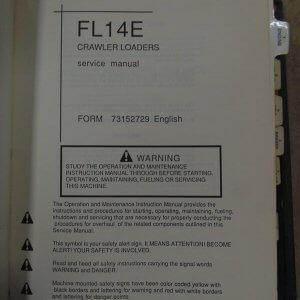 FL14E
CRAWLER LOADERS
service manual
FORM 73152729 English
WARNING
STUDY THE OPERATION AND MAINTENANCE
INSTRUCTION MANUAL THROUGH BEFORE STARTING,
OPERATING, MAINTAINING, FUELING OR SERVICING
THIS MACHINE.
The Operation and Maintenance Instruction Manual provides the
instructions and procedures for starting, operating, maintaining, fueling,
shutdown and servicing that are necessary for properly conducting the
procedures for overhaul of the related components outlined in this
Service Manual.
This symbol is your safety alert sign. It MEANS ATTENTION! BECOME
ALERT! YOUR SAFETY IS INVOLVED.
Read and heed all safety instructions carrying the signal words
WARNING and DANGER.
Machine mounted safety signs have been color coded yellow with
black borders and lettering for warning and red with white borders
and lettering for danger points.